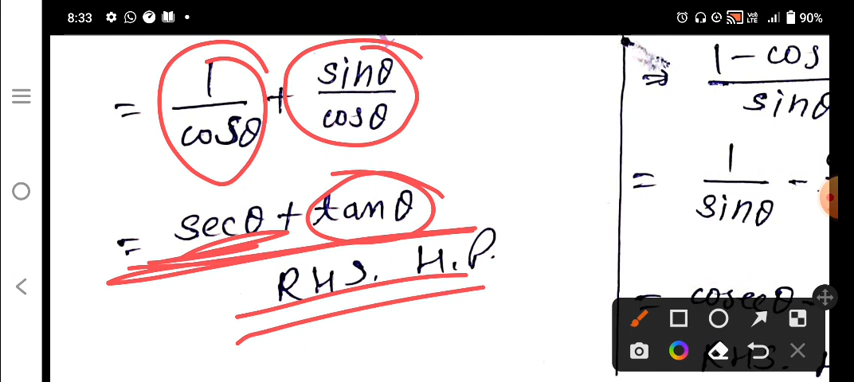 8:33
90%
= 1/cosθ + sinθ/cosθ
= secθ + tanθ
RHS. H.P.
⇒ 1 - cos
sinθ
= 1/sinθ -
= cosecθ -
RHS. H